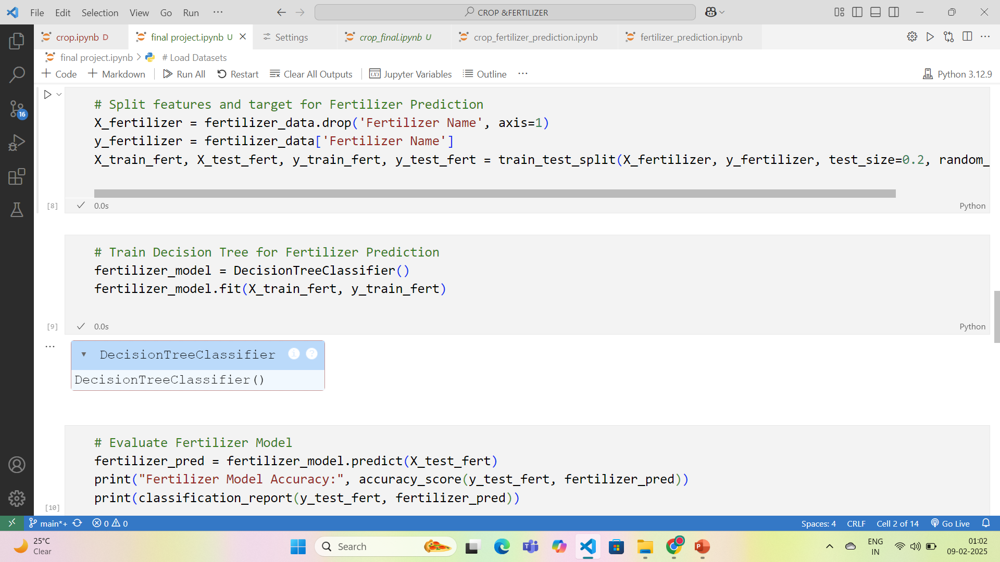 File Edit Selection View Go Run ···
CROP &FERTILIZER
crop.ipynb D
final project.ipynb U
Settings
crop_final.ipynb U
crop_fertilizer_prediction.ipynb
fertilizer_prediction.ipynb
final project.ipynb > # Load Datasets
+ Code + Markdown Run All Restart Clear All Outputs Jupyter Variables Outline ···
Python 3.12.9
# Split features and target for Fertilizer Prediction
X_fertilizer = fertilizer_data.drop('Fertilizer Name', axis=1)
y_fertilizer = fertilizer_data['Fertilizer Name']
X_train_fert, X_test_fert, y_train_fert, y_test_fert = train_test_split(X_fertilizer, y_fertilizer, test_size=0.2, random_
[8] 0.0s Python
# Train Decision Tree for Fertilizer Prediction
fertilizer_model = DecisionTreeClassifier()
fertilizer_model.fit(X_train_fert, y_train_fert)
[9] 0.0s Python
DecisionTreeClassifier i ?
DecisionTreeClassifier()
# Evaluate Fertilizer Model
fertilizer_pred = fertilizer_model.predict(X_test_fert)
print("Fertilizer Model Accuracy:", accuracy_score(y_test_fert, fertilizer_pred))
print(classification_report(y_test_fert, fertilizer_pred))
[10]
16
main*+ 0 0
Spaces: 4 CRLF Cell 2 of 14 Go Live
25°C
Clear
Search
ENG
IN
01:02
09-02-2025